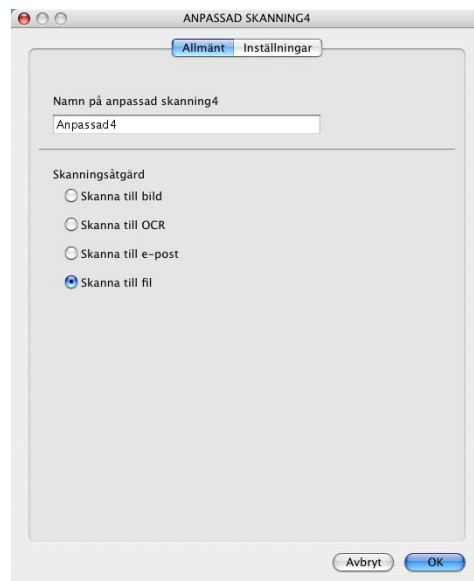 ANPASSAD SKANNING4
Allmänt Inställningar
Namn på anpassad skanning4
Anpassad4
Skanningsåtgärd
Skanna till bild
Skanna till OCR
Skanna till e-post
Skanna till fil
Avbryt OK